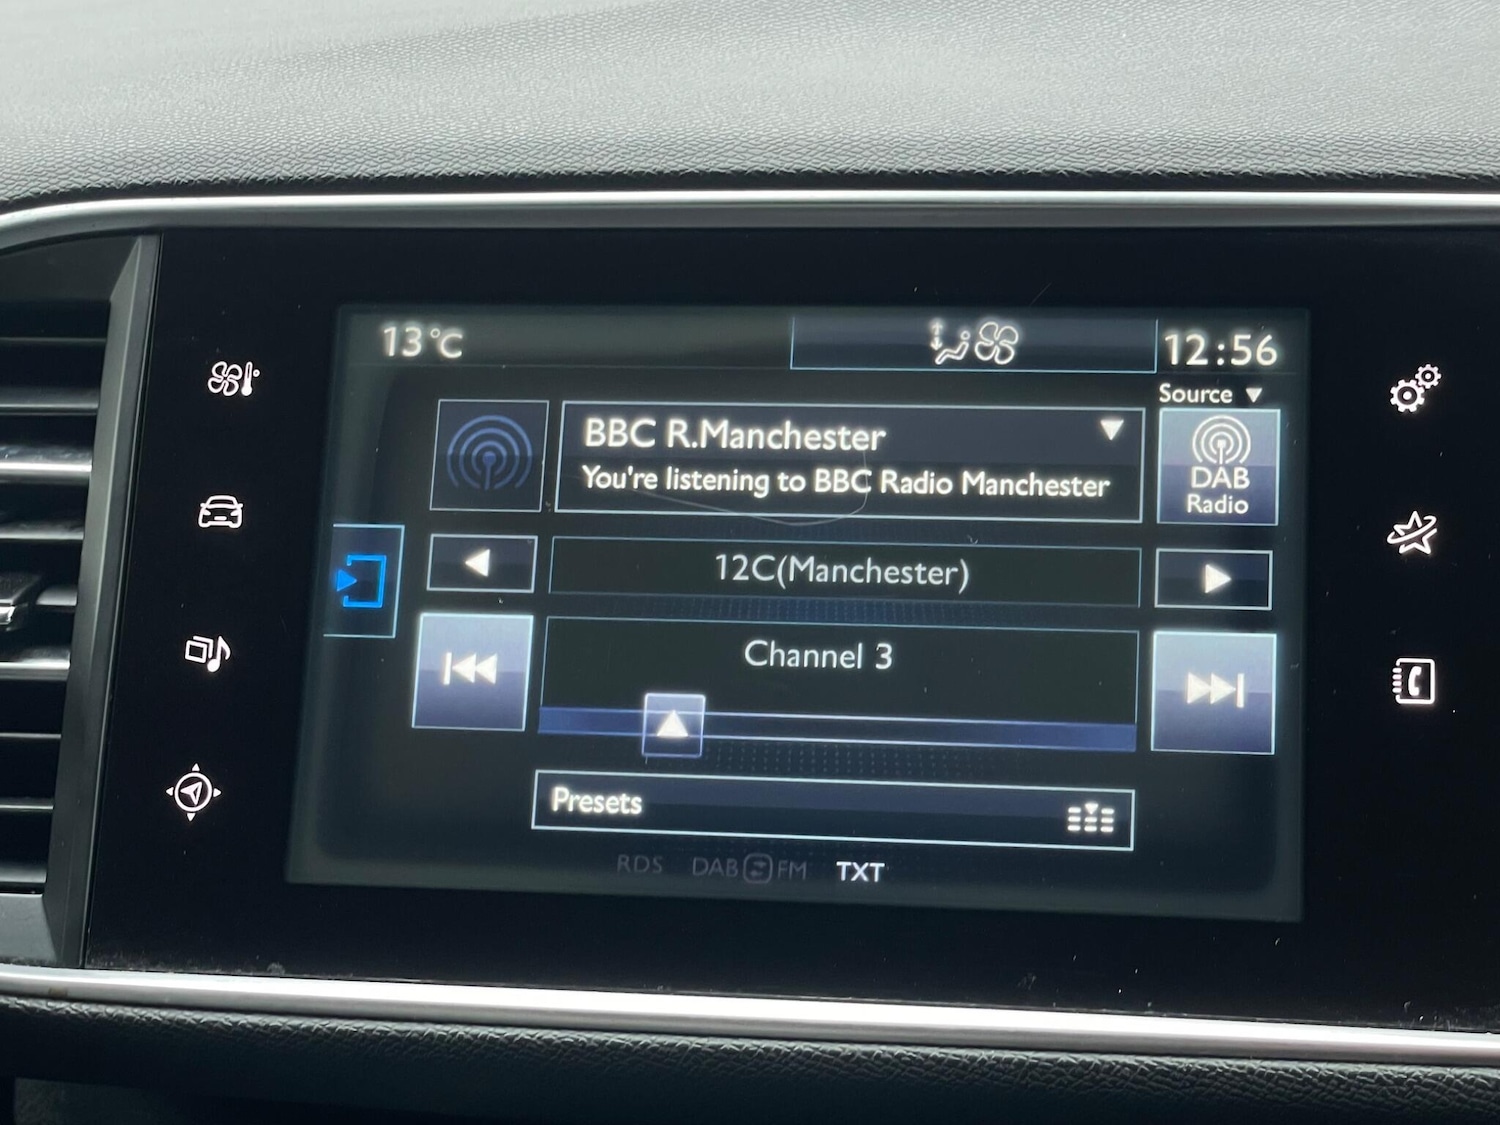 13°C
12:56
Source
BBC R.Manchester
You're listening to BBC Radio Manchester
DAB
Radio
12C(Manchester)
Channel 3
Presets
RDS DAB FM TXT